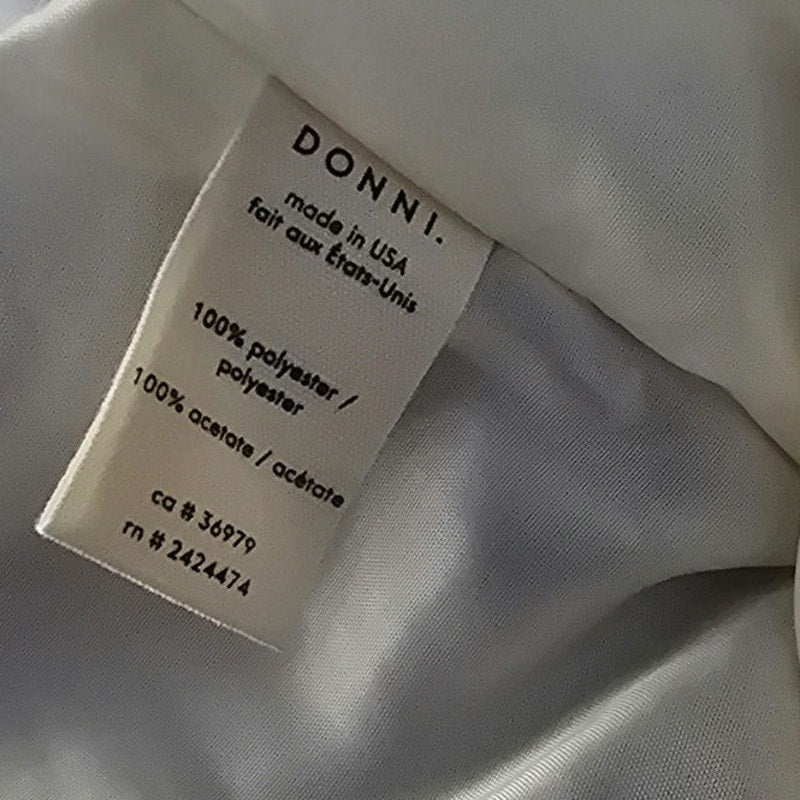 DONNI.
made in USA
fait aux États-Unis
100% polyester /
polyester
100% acetate / acétate
ca # 36979
rn # 2424474